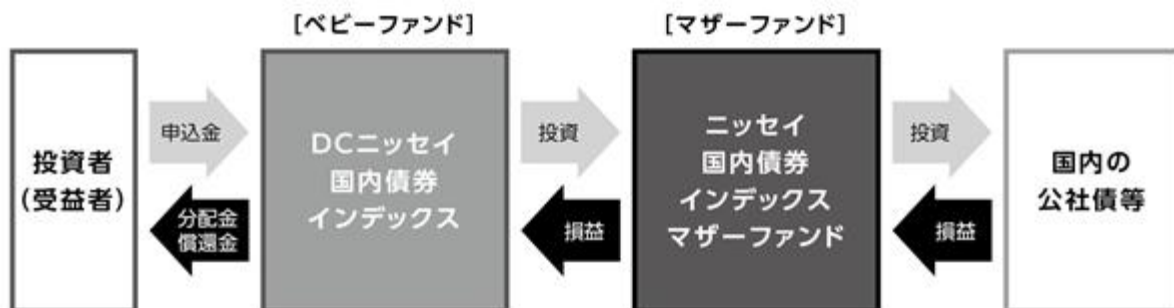 [ベビーファンド]
[マザーファンド]
投資者
(受益者)
申込金
分配金
償還金
DCニッセイ
国内債券
インデックス
投資
損益
ニッセイ
国内債券
インデックス
マザーファンド
投資
損益
国内の
公社債等